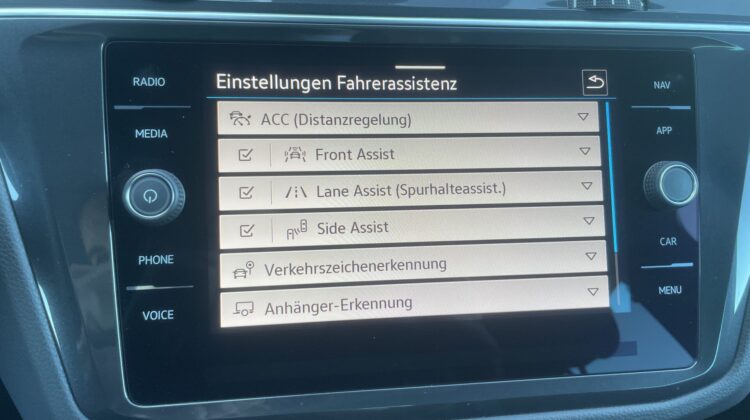 RADIO
MEDIA
PHONE
VOICE
Einstellungen Fahrerassistenz
ACC (Distanzregelung)
Front Assist
Lane Assist (Spurhalteassist.)
Side Assist
Verkehrszeichenerkennung
Anhänger-Erkennung
NAV
APP
CAR
MENU